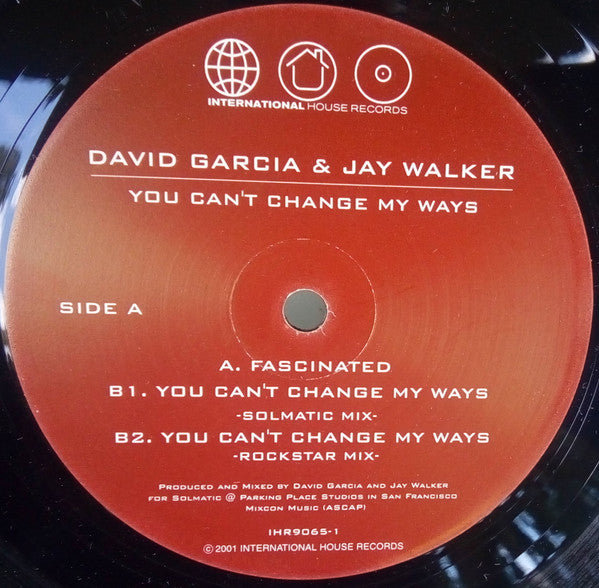 INTERNATIONAL HOUSE RECORDS
DAVID GARCIA & JAY WALKER
YOU CAN'T CHANGE MY WAYS
SIDE A
A. FASCINATED
B1. YOU CAN'T CHANGE MY WAYS
-SOLMATIC MIX-
B2. YOU CAN'T CHANGE MY WAYS
-ROCKSTAR MIX-
PRODUCED AND MIXED BY DAVID GARCIA AND JAY WALKER
FOR SOLMATIC @ PARKING PLACE STUDIOS IN SAN FRANCISCO
MIXCON MUSIC (ASCAP)
IHR9065-1
© 2001 INTERNATIONAL HOUSE RECORDS